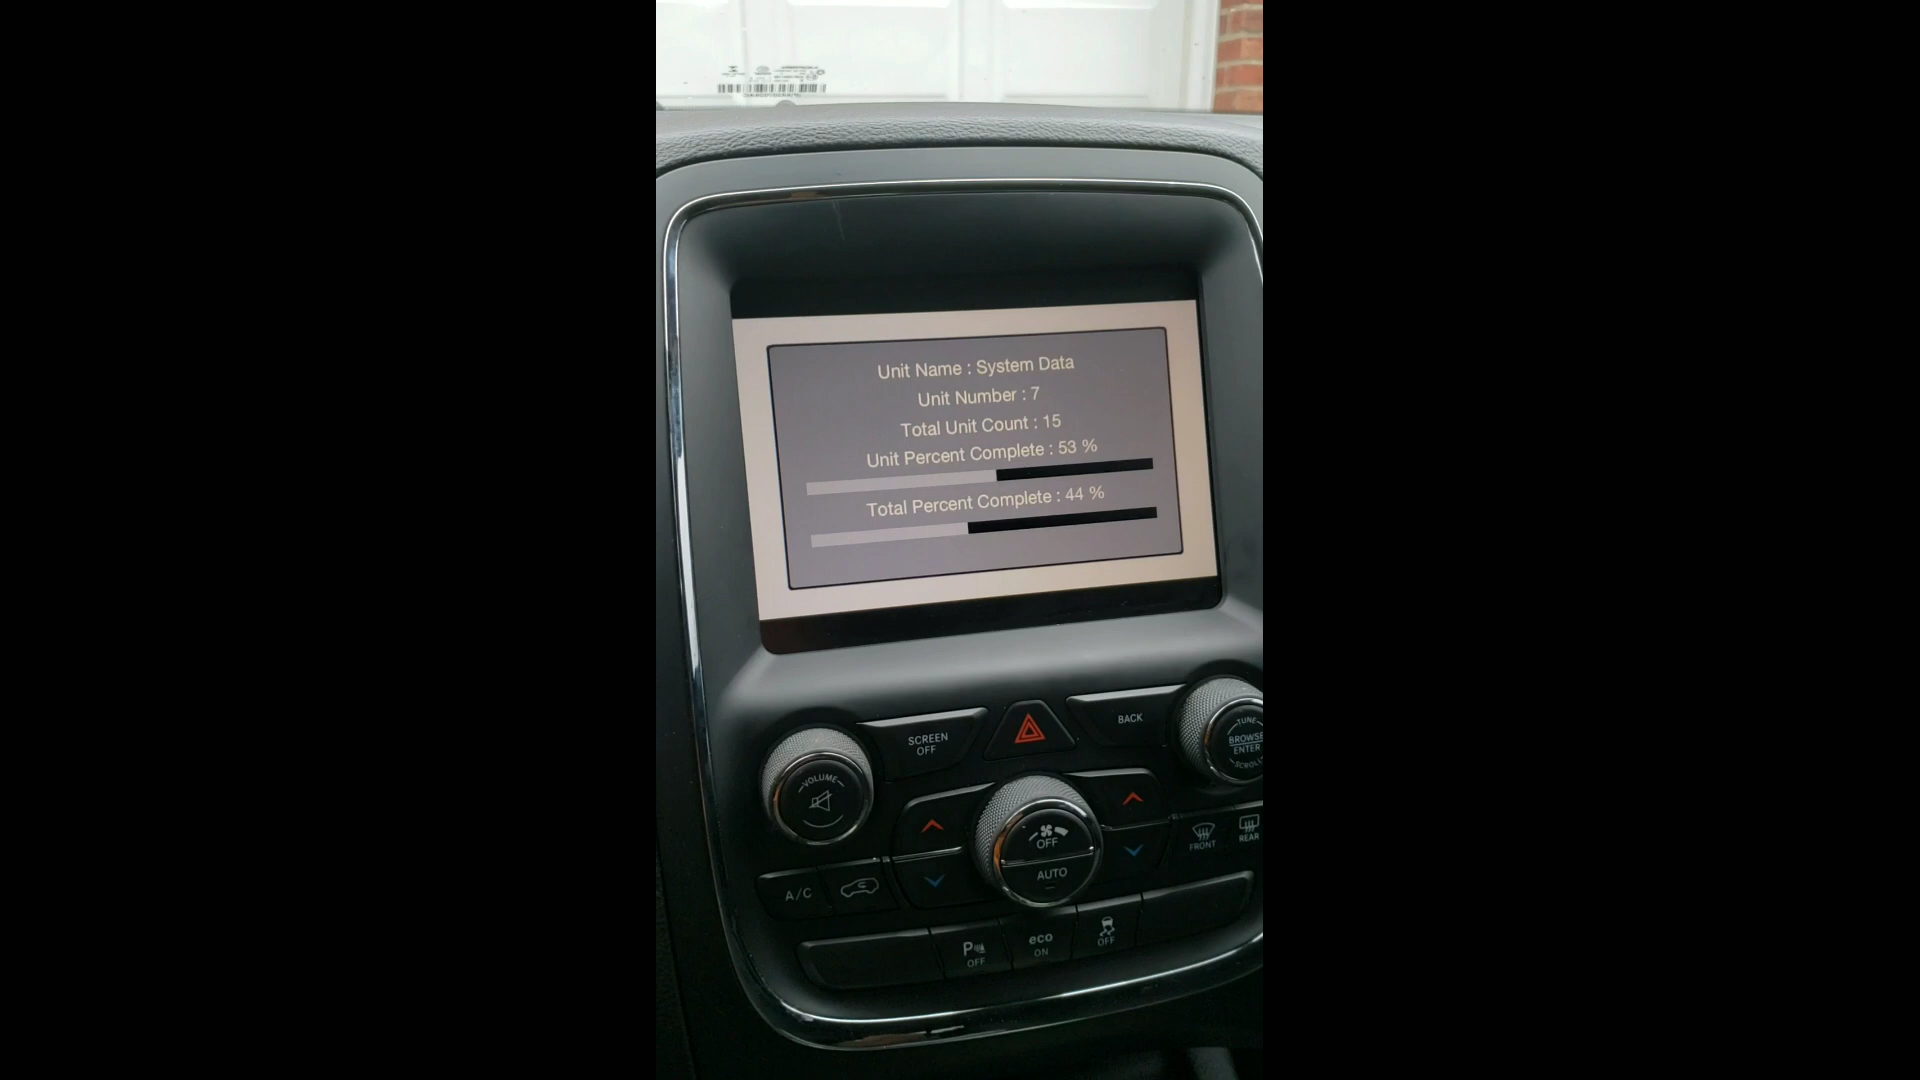 Unit Name : System Data
Unit Number : 7
Total Unit Count : 15
Unit Percent Complete : 53 %
Total Percent Complete : 44 %
SCREEN
OFF
BACK
TUNE
BROWSE
ENTER
SCROLL
VOLUME
OFF
AUTO
FRONT
REAR
A/C
P
OFF
eco
ON
OFF